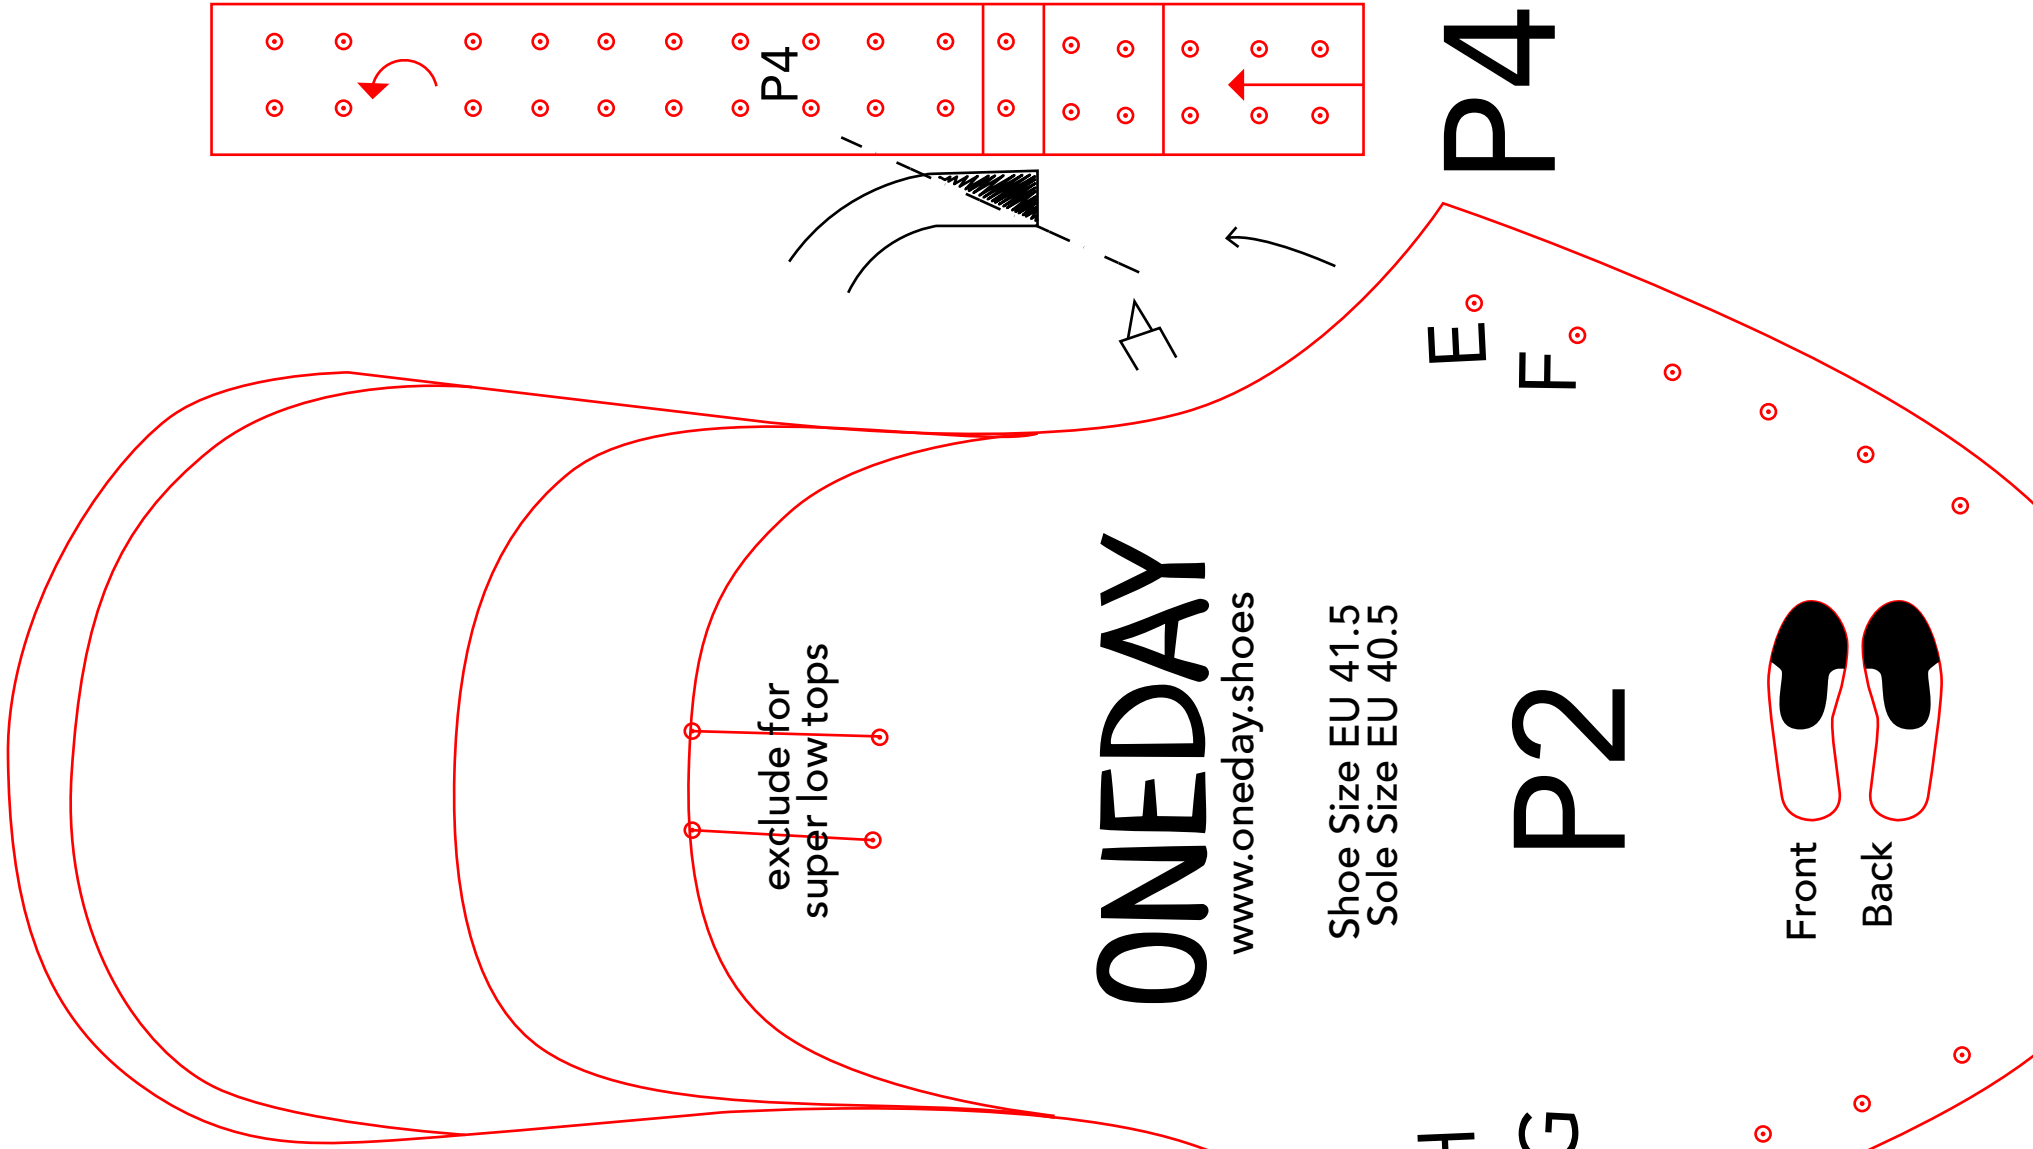 P4
P4
A
E
F
exclude for
super low tops
ONEDAY
www.oneday.shoes
Shoe Size EU 41.5
Sole Size EU 40.5
P2
Front
Back
H
G